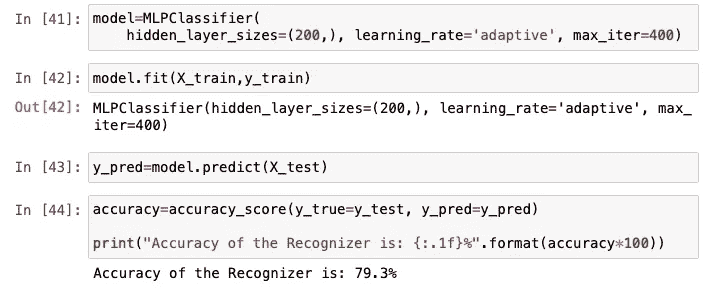 In [41]: model=MLPClassifier(
hidden_layer_sizes=(200,), learning_rate='adaptive', max_iter=400)
In [42]: model.fit(X_train,y_train)
Out[42]: MLPClassifier(hidden_layer_sizes=(200,), learning_rate='adaptive', max_
iter=400)
In [43]: y_pred=model.predict(X_test)
In [44]: accuracy=accuracy_score(y_true=y_test, y_pred=y_pred)
print("Accuracy of the Recognizer is: {:.1f}%".format(accuracy*100))
Accuracy of the Recognizer is: 79.3%